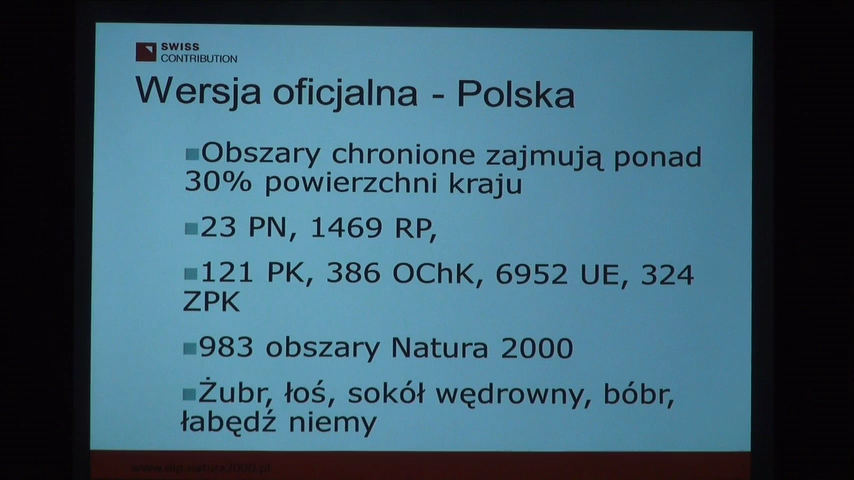 SWISS
CONTRIBUTION
Wersja oficjalna - Polska
Obszary chronione zajmują ponad
30% powierzchni kraju
23 PN, 1469 RP,
121 PK, 386 OChK, 6952 UE, 324
ZPK
983 obszary Natura 2000
Żubr, łoś, sokół wędrowny, bóbr,
łabędź niemy